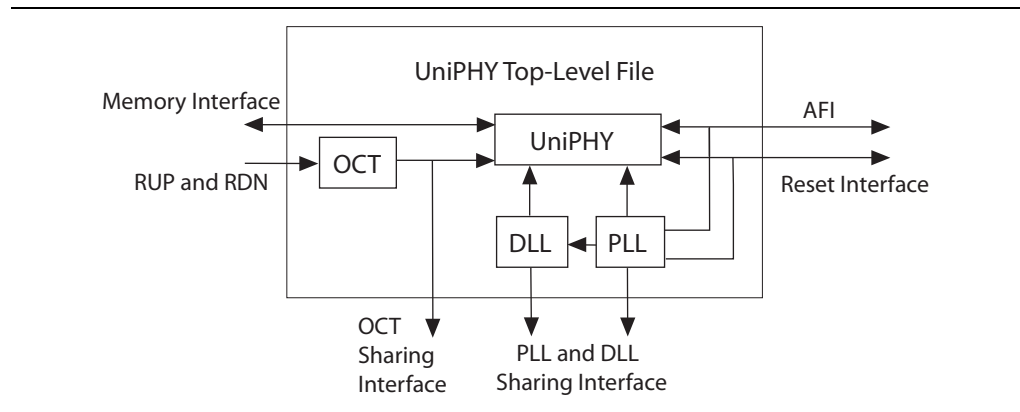 UniPHY Top-Level File
Memory Interface
AFI
UniPHY
OCT
RUP and RDN
Reset Interface
DLL
PLL
OCT
Sharing
Interface
PLL and DLL
Sharing Interface